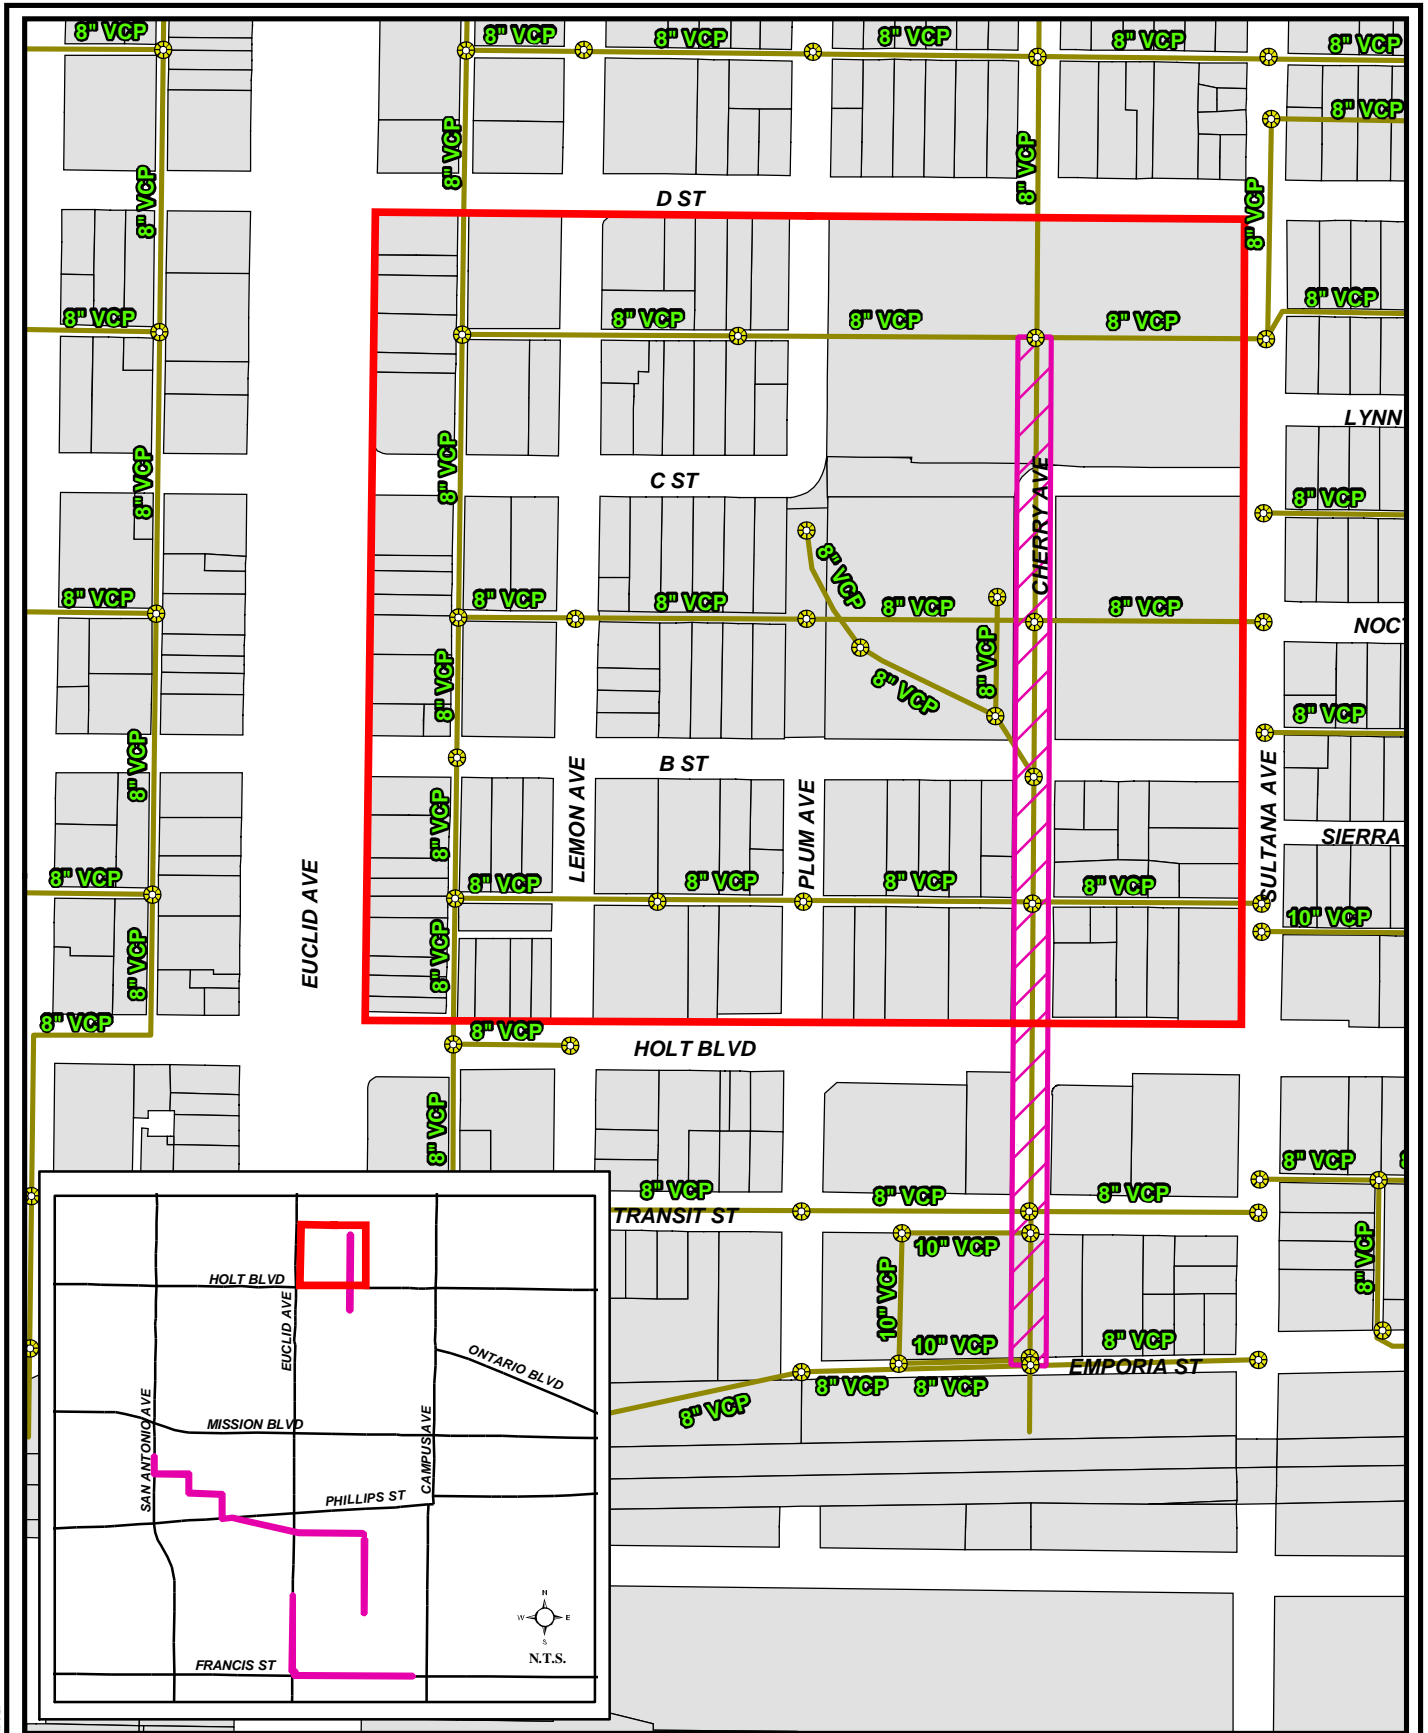 8" VCP
8" VCP
8" VCP
8" VCP
8" VCP
8" VCP
8" VCP
8" VCP
8" VCP
8" VCP
8" VCP
D ST
8" VCP
8" VCP
8" VCP
8" VCP
8" VCP
8" VCP
LYNN
8" VCP
8" VCP
C ST
CHERRY AVE
8" VCP
8" VCP
8" VCP
8" VCP
8" VCP
8" VCP
8" VCP
NOC
8" VCP
8" VCP
8" VCP
8" VCP
8" VCP
B ST
LEMON AVE
PLUM AVE
SULTANA AVE
8" VCP
SIERRA
EUCLID AVE
8" VCP
8" VCP
8" VCP
8" VCP
8" VCP
10" VCP
8" VCP
8" VCP
8" VCP
8" VCP
HOLT BLVD
8" VCP
8" VCP
8" VCP
8" VCP
8" VCP
TRANSIT ST
10" VCP
8" VCP
10" VCP
10" VCP
8" VCP
EMPORIA ST
8" VCP
8" VCP
8" VCP
HOLT BLVD
EUCLID AVE
ONTARIO BLVD
SAN ANTONIO AVE
MISSION BLVD
CAMPUS AVE
PHILLIPS ST
FRANCIS ST
N
W
E
S
N.T.S.